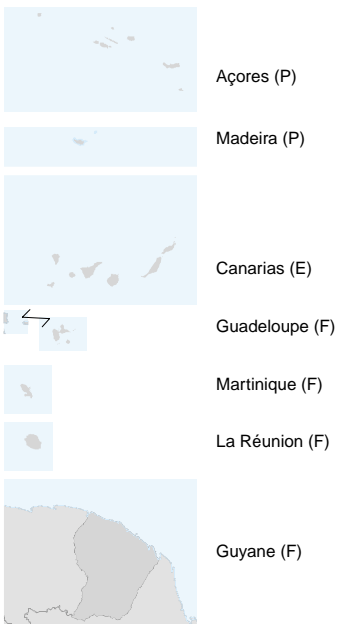 Açores (P)
Madeira (P)
Canarias (E)
Guadeloupe (F)
Martinique (F)
La Réunion (F)
Guyane (F)